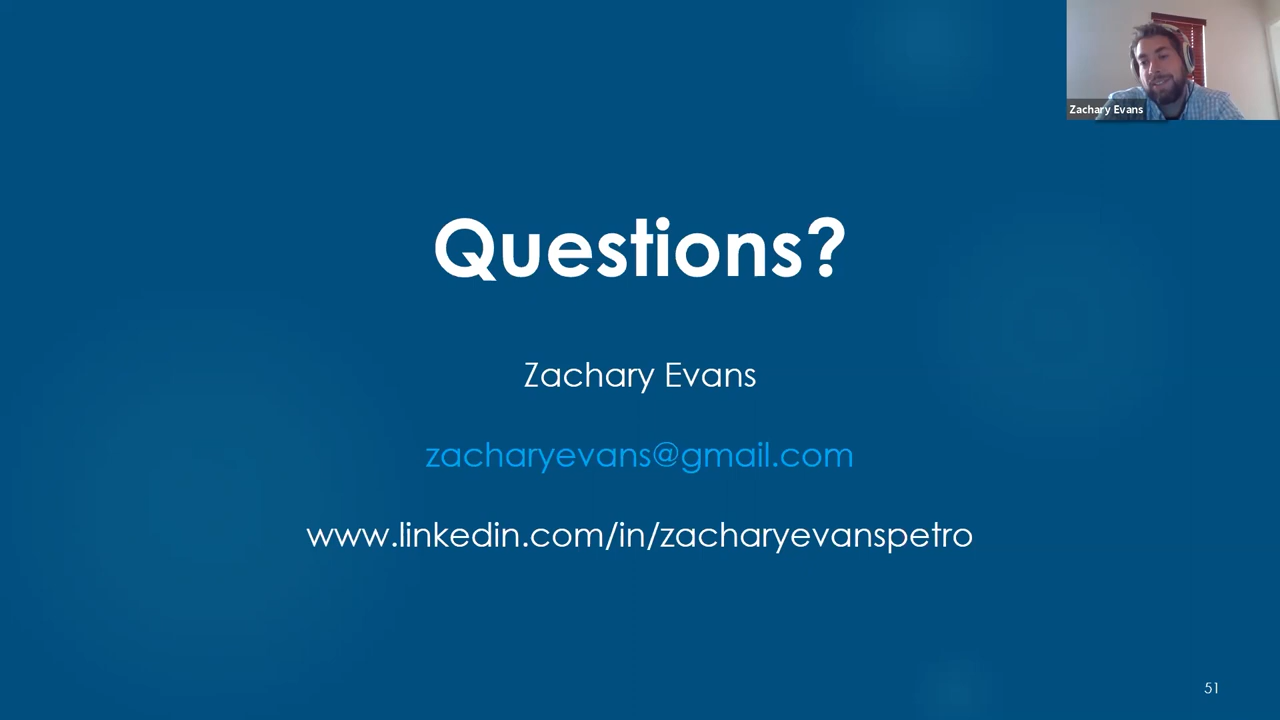 Zachary Evans
Questions?
Zachary Evans
zacharyevans@gmail.com
www.linkedin.com/in/zacharyevanspetro
51